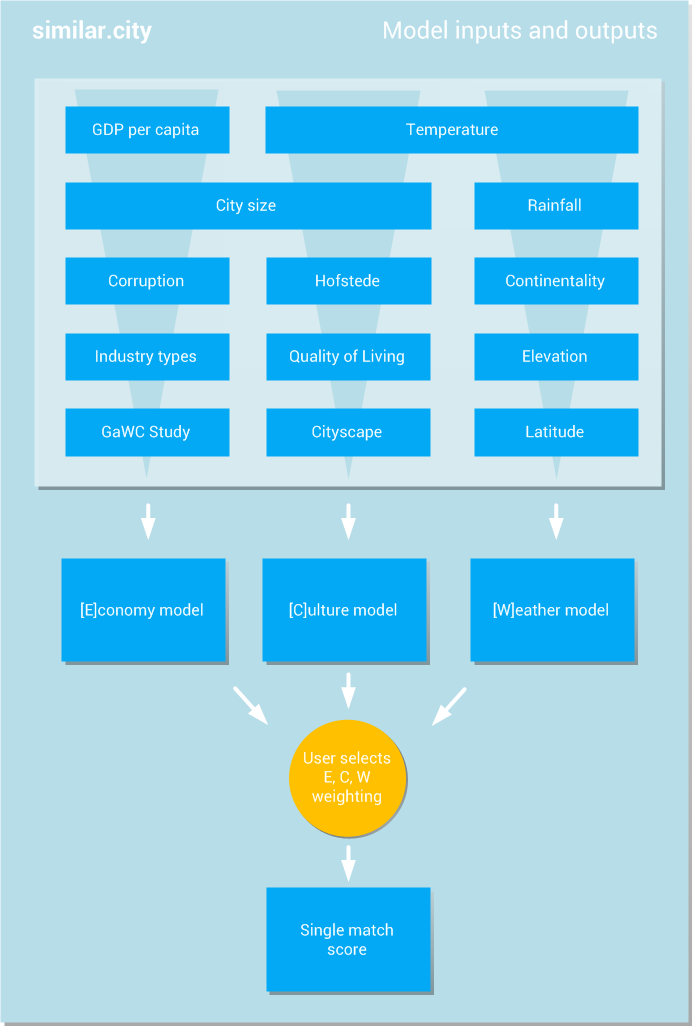 similar.city
Model inputs and outputs
GDP per capita
Temperature
City size
Rainfall
Corruption
Hofstede
Continentality
Industry types
Quality of Living
Elevation
GaWC Study
Cityscape
Latitude
[E]conomy model
[C]ulture model
[W]eather model
User selects
E, C, W
weighting
Single match
score